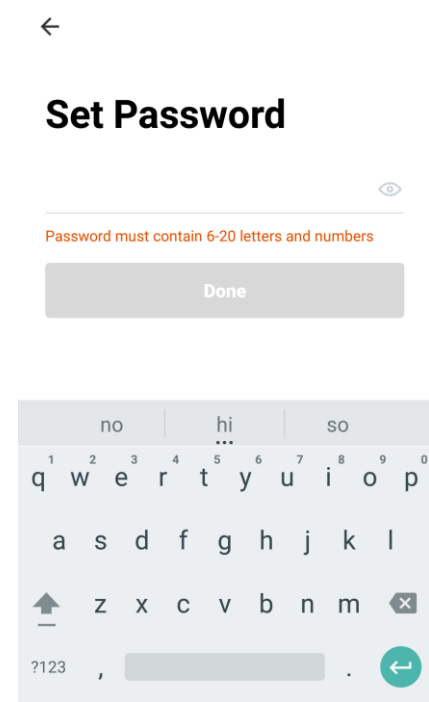 Set Password
Password must contain 6-20 letters and numbers
Done
no hi so
1 2 3 4 5 6 7 8 9 0
q w e r t y u i o p
a s d f g h j k l
z x c v b n m
?123 , .